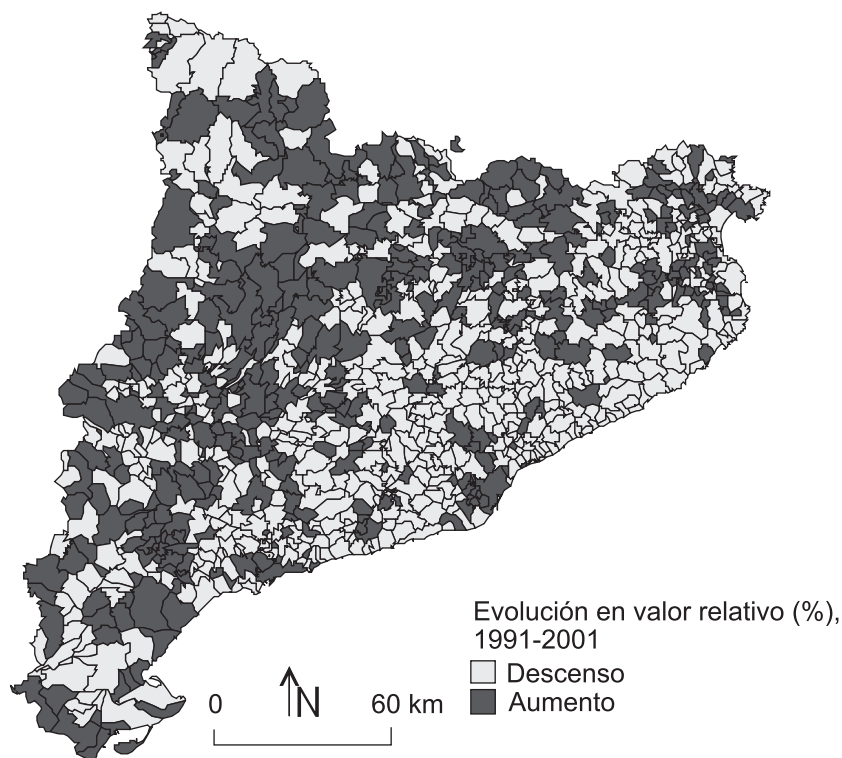 Evolución en valor relativo (%),
1991-2001
Descenso
Aumento
0 N 60 km